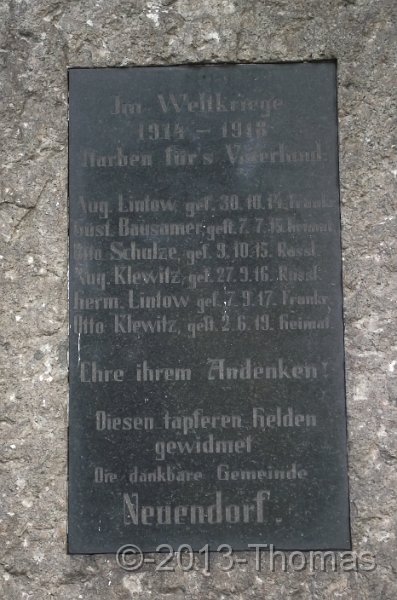 Im Weltkriege
1914 – 1918
starben für's Vaterland
Aug. Lintow, gef. 30.10.14. Frankr.
Gust. Bausamer, gest. 7.7.15. Heimat.
Otto Schulze, gef. 9.10.15. Russl.
Aug. Klewitz, gef. 27.9.16. Russl.
Herm. Lintow gef. 7.9.17. Frankr.
Otto Klewitz, gest. 2.6.19. Heimat.
Ehre ihrem Andenken!
Diesen tapferen Helden
gewidmet
Die dankbare Gemeinde
Neuendorf.
©-2013-Thomas